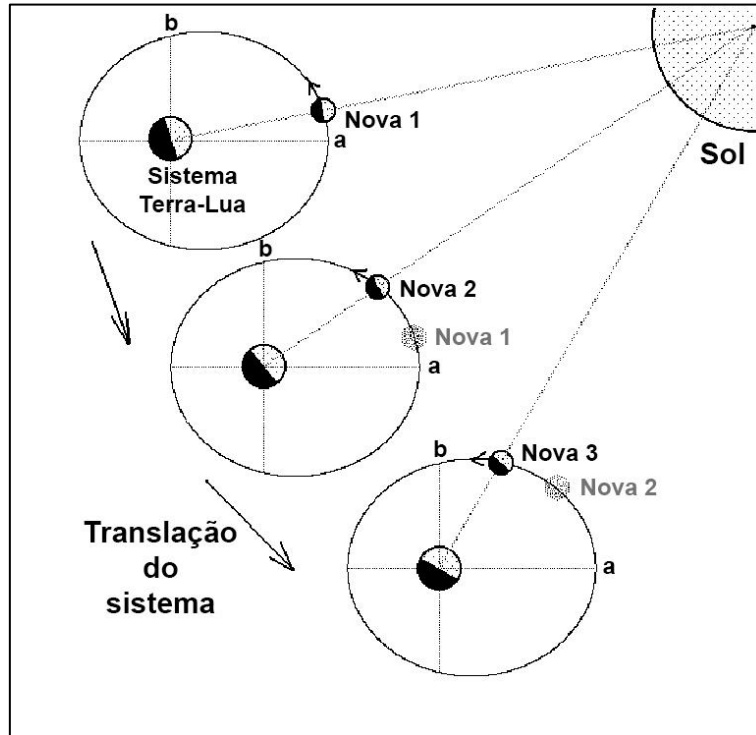 b
Nova 1
a
Sol
Sistema
Terra-Lua
b
Nova 2
Nova 1
a
b
Nova 3
Nova 2
a
Translação
do
sistema